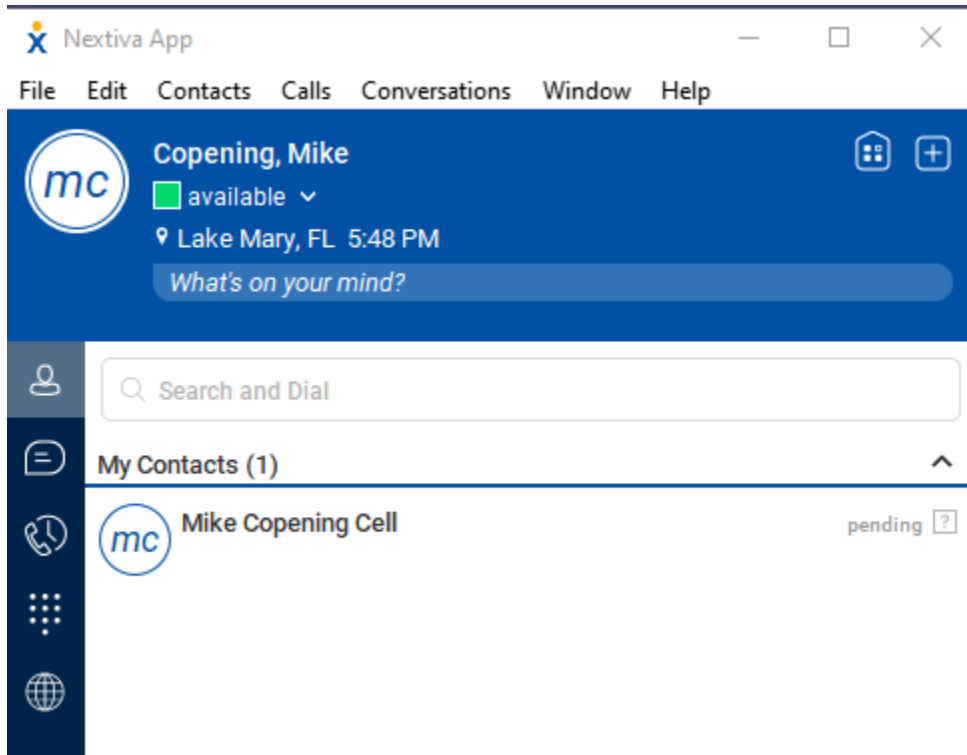 Nextiva App
File Edit Contacts Calls Conversations Window Help
mc
Copening, Mike
available
Lake Mary, FL 5:48 PM
What's on your mind?
Search and Dial
My Contacts (1)
mc
Mike Copening Cell
pending ?